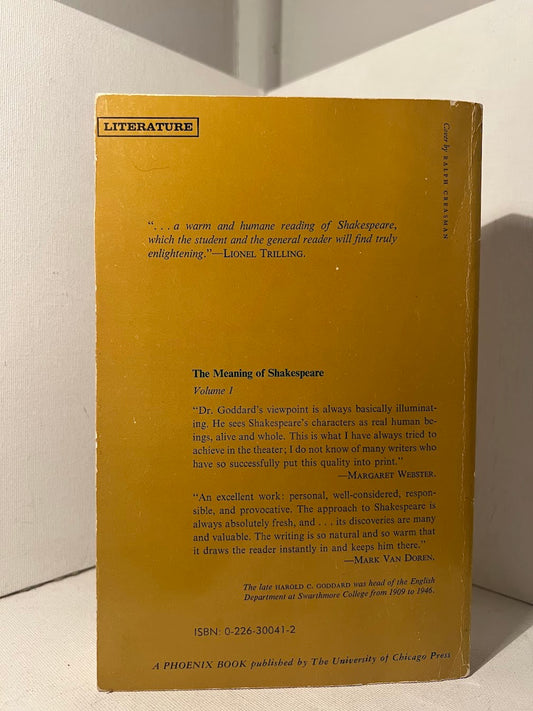 LITERATURE
Cover by RALPH CREASMAN
“. . . a warm and humane reading of Shakespeare,
which the student and the general reader will find truly
enlightening.”—LIONEL TRILLING.
The Meaning of Shakespeare
Volume 1
“Dr. Goddard’s viewpoint is always basically illuminat-
ing. He sees Shakespeare’s characters as real human be-
ings, alive and whole. This is what I have always tried to
achieve in the theater; I do not know of many writers who
have so successfully put this quality into print.”
—MARGARET WEBSTER.
“An excellent work: personal, well-considered, respon-
sible, and provocative. The approach to Shakespeare is
always absolutely fresh, and . . . its discoveries are many
and valuable. The writing is so natural and so warm that
it draws the reader instantly in and keeps him there.”
—MARK VAN DOREN.
The late HAROLD C. GODDARD was head of the English
Department at Swarthmore College from 1909 to 1946.
ISBN: 0-226-30041-2
A PHOENIX BOOK published by The University of Chicago Press